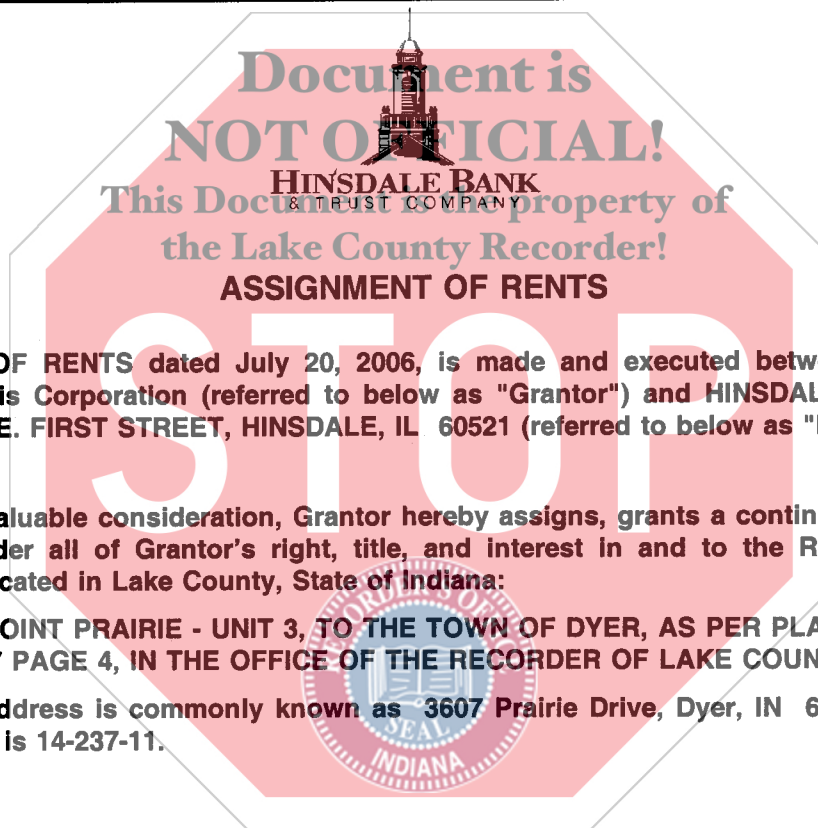 Document is
NOT OFFICIAL!
HINSDALE BANK
& TRUST COMPANY
This Document is the property of
the Lake County Recorder!
ASSIGNMENT OF RENTS
STOP
OF RENTS dated July 20, 2006, is made and executed betw
is Corporation (referred to below as "Grantor") and HINSDAL
E. FIRST STREET, HINSDALE, IL 60521 (referred to below as "
aluable consideration, Grantor hereby assigns, grants a contin
der all of Grantor's right, title, and interest in and to the R
cated in Lake County, State of Indiana:
OINT PRAIRIE - UNIT 3, TO THE TOWN OF DYER, AS PER PLA
PAGE 4, IN THE OFFICE OF THE RECORDER OF LAKE COUN
ddress is commonly known as 3607 Prairie Drive, Dyer, IN 6
is 14-237-11.
RECORDER'S OFFICE
SEAL
INDIANA